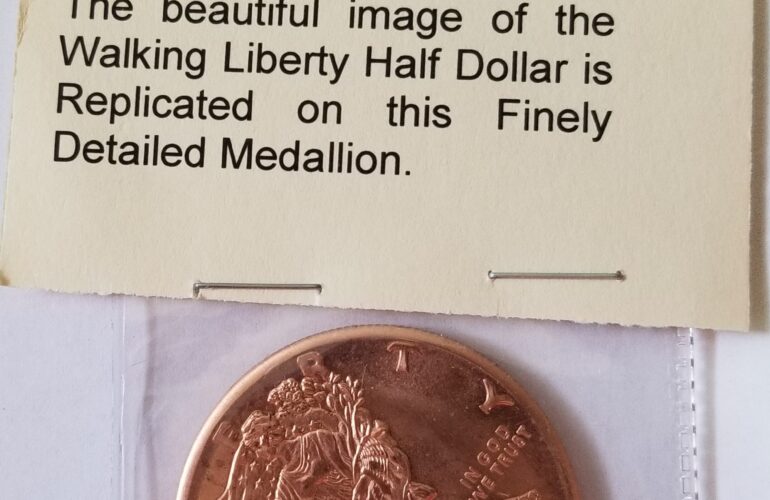 The beautiful image of the
Walking Liberty Half Dollar is
Replicated on this Finely
Detailed Medallion.
E R T Y
IN GOD
WE TRUST